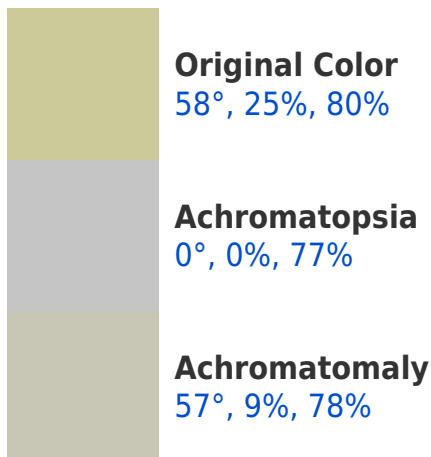 Original Color
58°, 25%, 80%
Achromatopsia
0°, 0%, 77%
Achromatomaly
57°, 9%, 78%